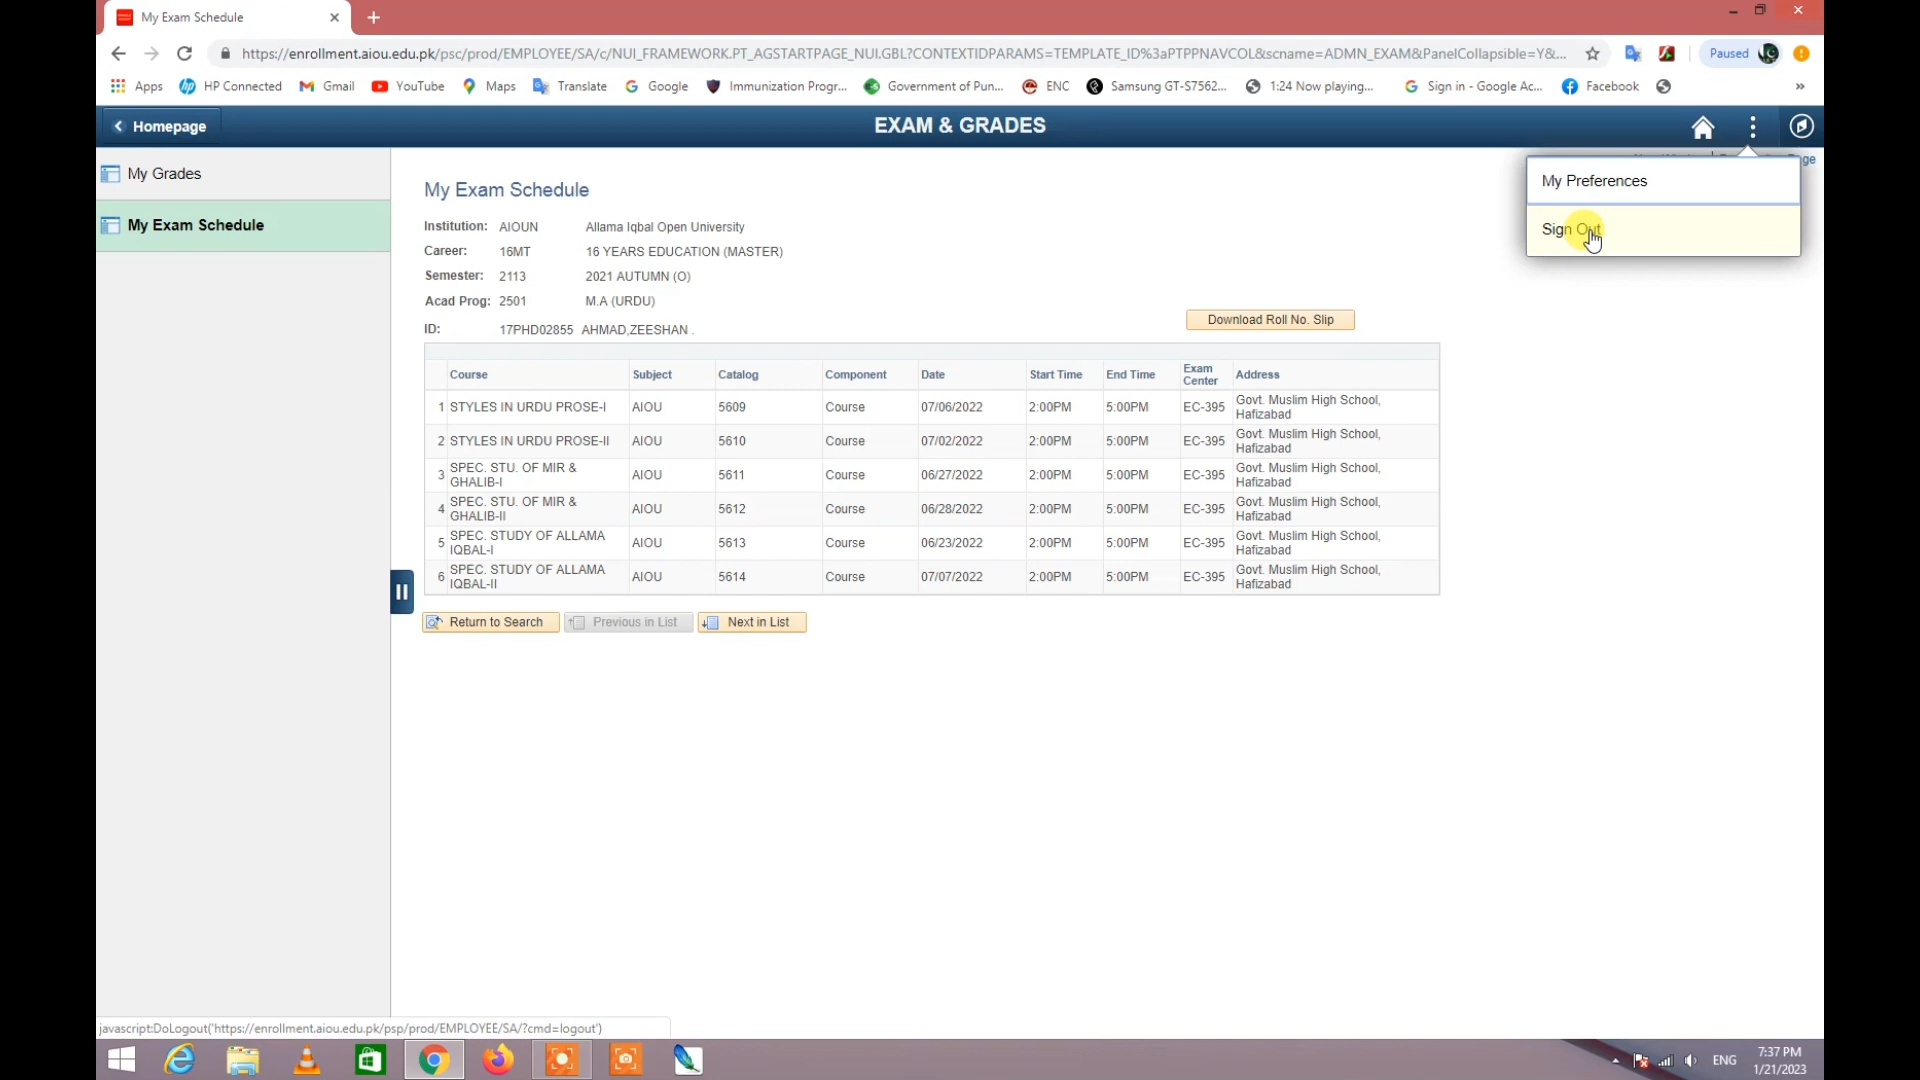 My Exam Schedule
https://enrollment.aiou.edu.pk/psc/prod/EMPLOYEE/SA/c/NUI_FRAMEWORK.PT_AGSTARTPAGE_NUI.GBL?CONTEXTIDPARAMS=TEMPLATE_ID%3aPTPPNAVCOL&scname=ADMN_EXAM&PanelCollapsible=Y&... Paused
Apps HP Connected Gmail YouTube Maps Translate Google Immunization Progr... Government of Pun... ENC Samsung GT-S7562... 1:24 Now playing... Sign in - Google Ac... Facebook »
Homepage EXAM & GRADES
My Grades
My Exam Schedule
My Preferences
Sign Out
My Exam Schedule
Institution: AIOUN Allama Iqbal Open University
Career: 16MT 16 YEARS EDUCATION (MASTER)
Semester: 2113 2021 AUTUMN (O)
Acad Prog: 2501 M.A (URDU)
ID: 17PHD02855 AHMAD,ZEESHAN .
Download Roll No. Slip
Course Subject Catalog Component Date Start Time End Time Exam Center Address
1 STYLES IN URDU PROSE-I AIOU 5609 Course 07/06/2022 2:00PM 5:00PM EC-395 Govt. Muslim High School, Hafizabad
2 STYLES IN URDU PROSE-II AIOU 5610 Course 07/02/2022 2:00PM 5:00PM EC-395 Govt. Muslim High School, Hafizabad
3 SPEC. STU. OF MIR & GHALIB-I AIOU 5611 Course 06/27/2022 2:00PM 5:00PM EC-395 Govt. Muslim High School, Hafizabad
4 SPEC. STU. OF MIR & GHALIB-II AIOU 5612 Course 06/28/2022 2:00PM 5:00PM EC-395 Govt. Muslim High School, Hafizabad
5 SPEC. STUDY OF ALLAMA IQBAL-I AIOU 5613 Course 06/23/2022 2:00PM 5:00PM EC-395 Govt. Muslim High School, Hafizabad
6 SPEC. STUDY OF ALLAMA IQBAL-II AIOU 5614 Course 07/07/2022 2:00PM 5:00PM EC-395 Govt. Muslim High School, Hafizabad
Return to Search Previous in List Next in List
javascript:DoLogout('https://enrollment.aiou.edu.pk/psp/prod/EMPLOYEE/SA/?cmd=logout')
ENG 7:37 PM
1/21/2023